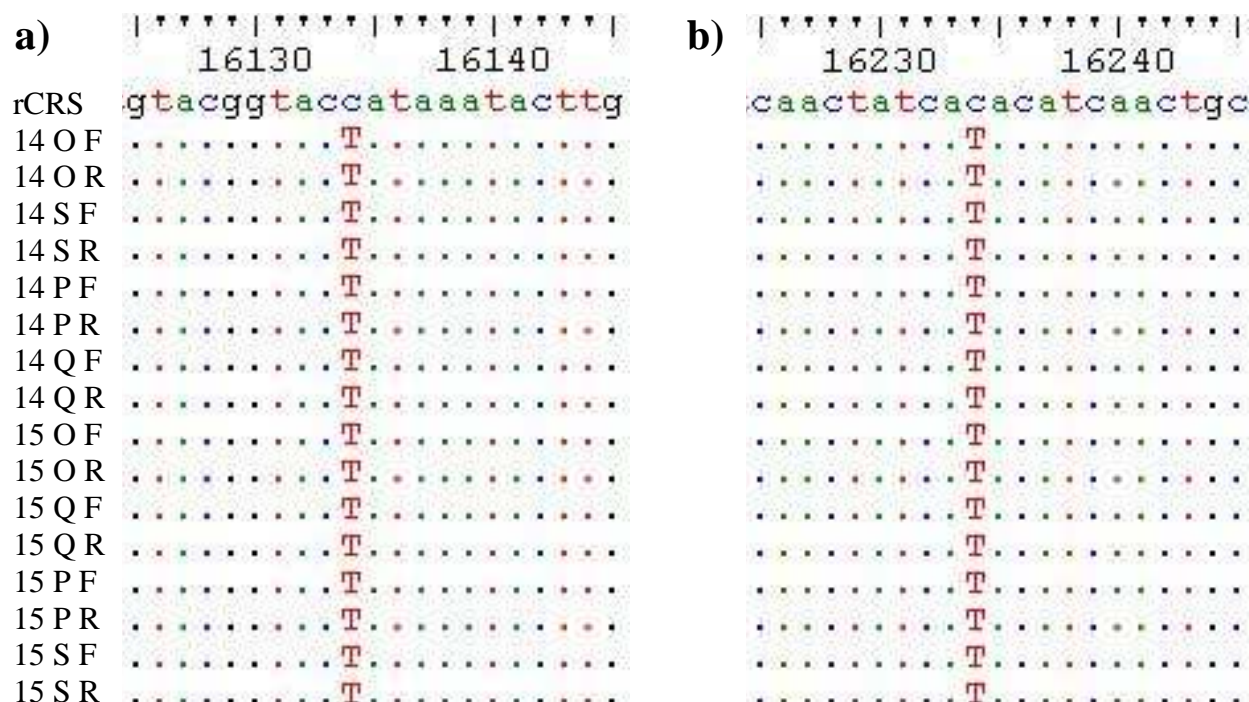 a) b)
16130 16140 16230 16240
rCRS gtacggtaccataaatacttg caactatcacacatcaactgc
14 O F .........T........... .........T...........
14 O R .........T........... .........T...........
14 S F .........T........... .........T...........
14 S R .........T........... .........T...........
14 P F .........T........... .........T...........
14 P R .........T........... .........T...........
14 Q F .........T........... .........T...........
14 Q R .........T........... .........T...........
15 O F .........T........... .........T...........
15 O R .........T........... .........T...........
15 Q F .........T........... .........T...........
15 Q R .........T........... .........T...........
15 P F .........T........... .........T...........
15 P R .........T........... .........T...........
15 S F .........T........... .........T...........
15 S R .........T........... .........T...........